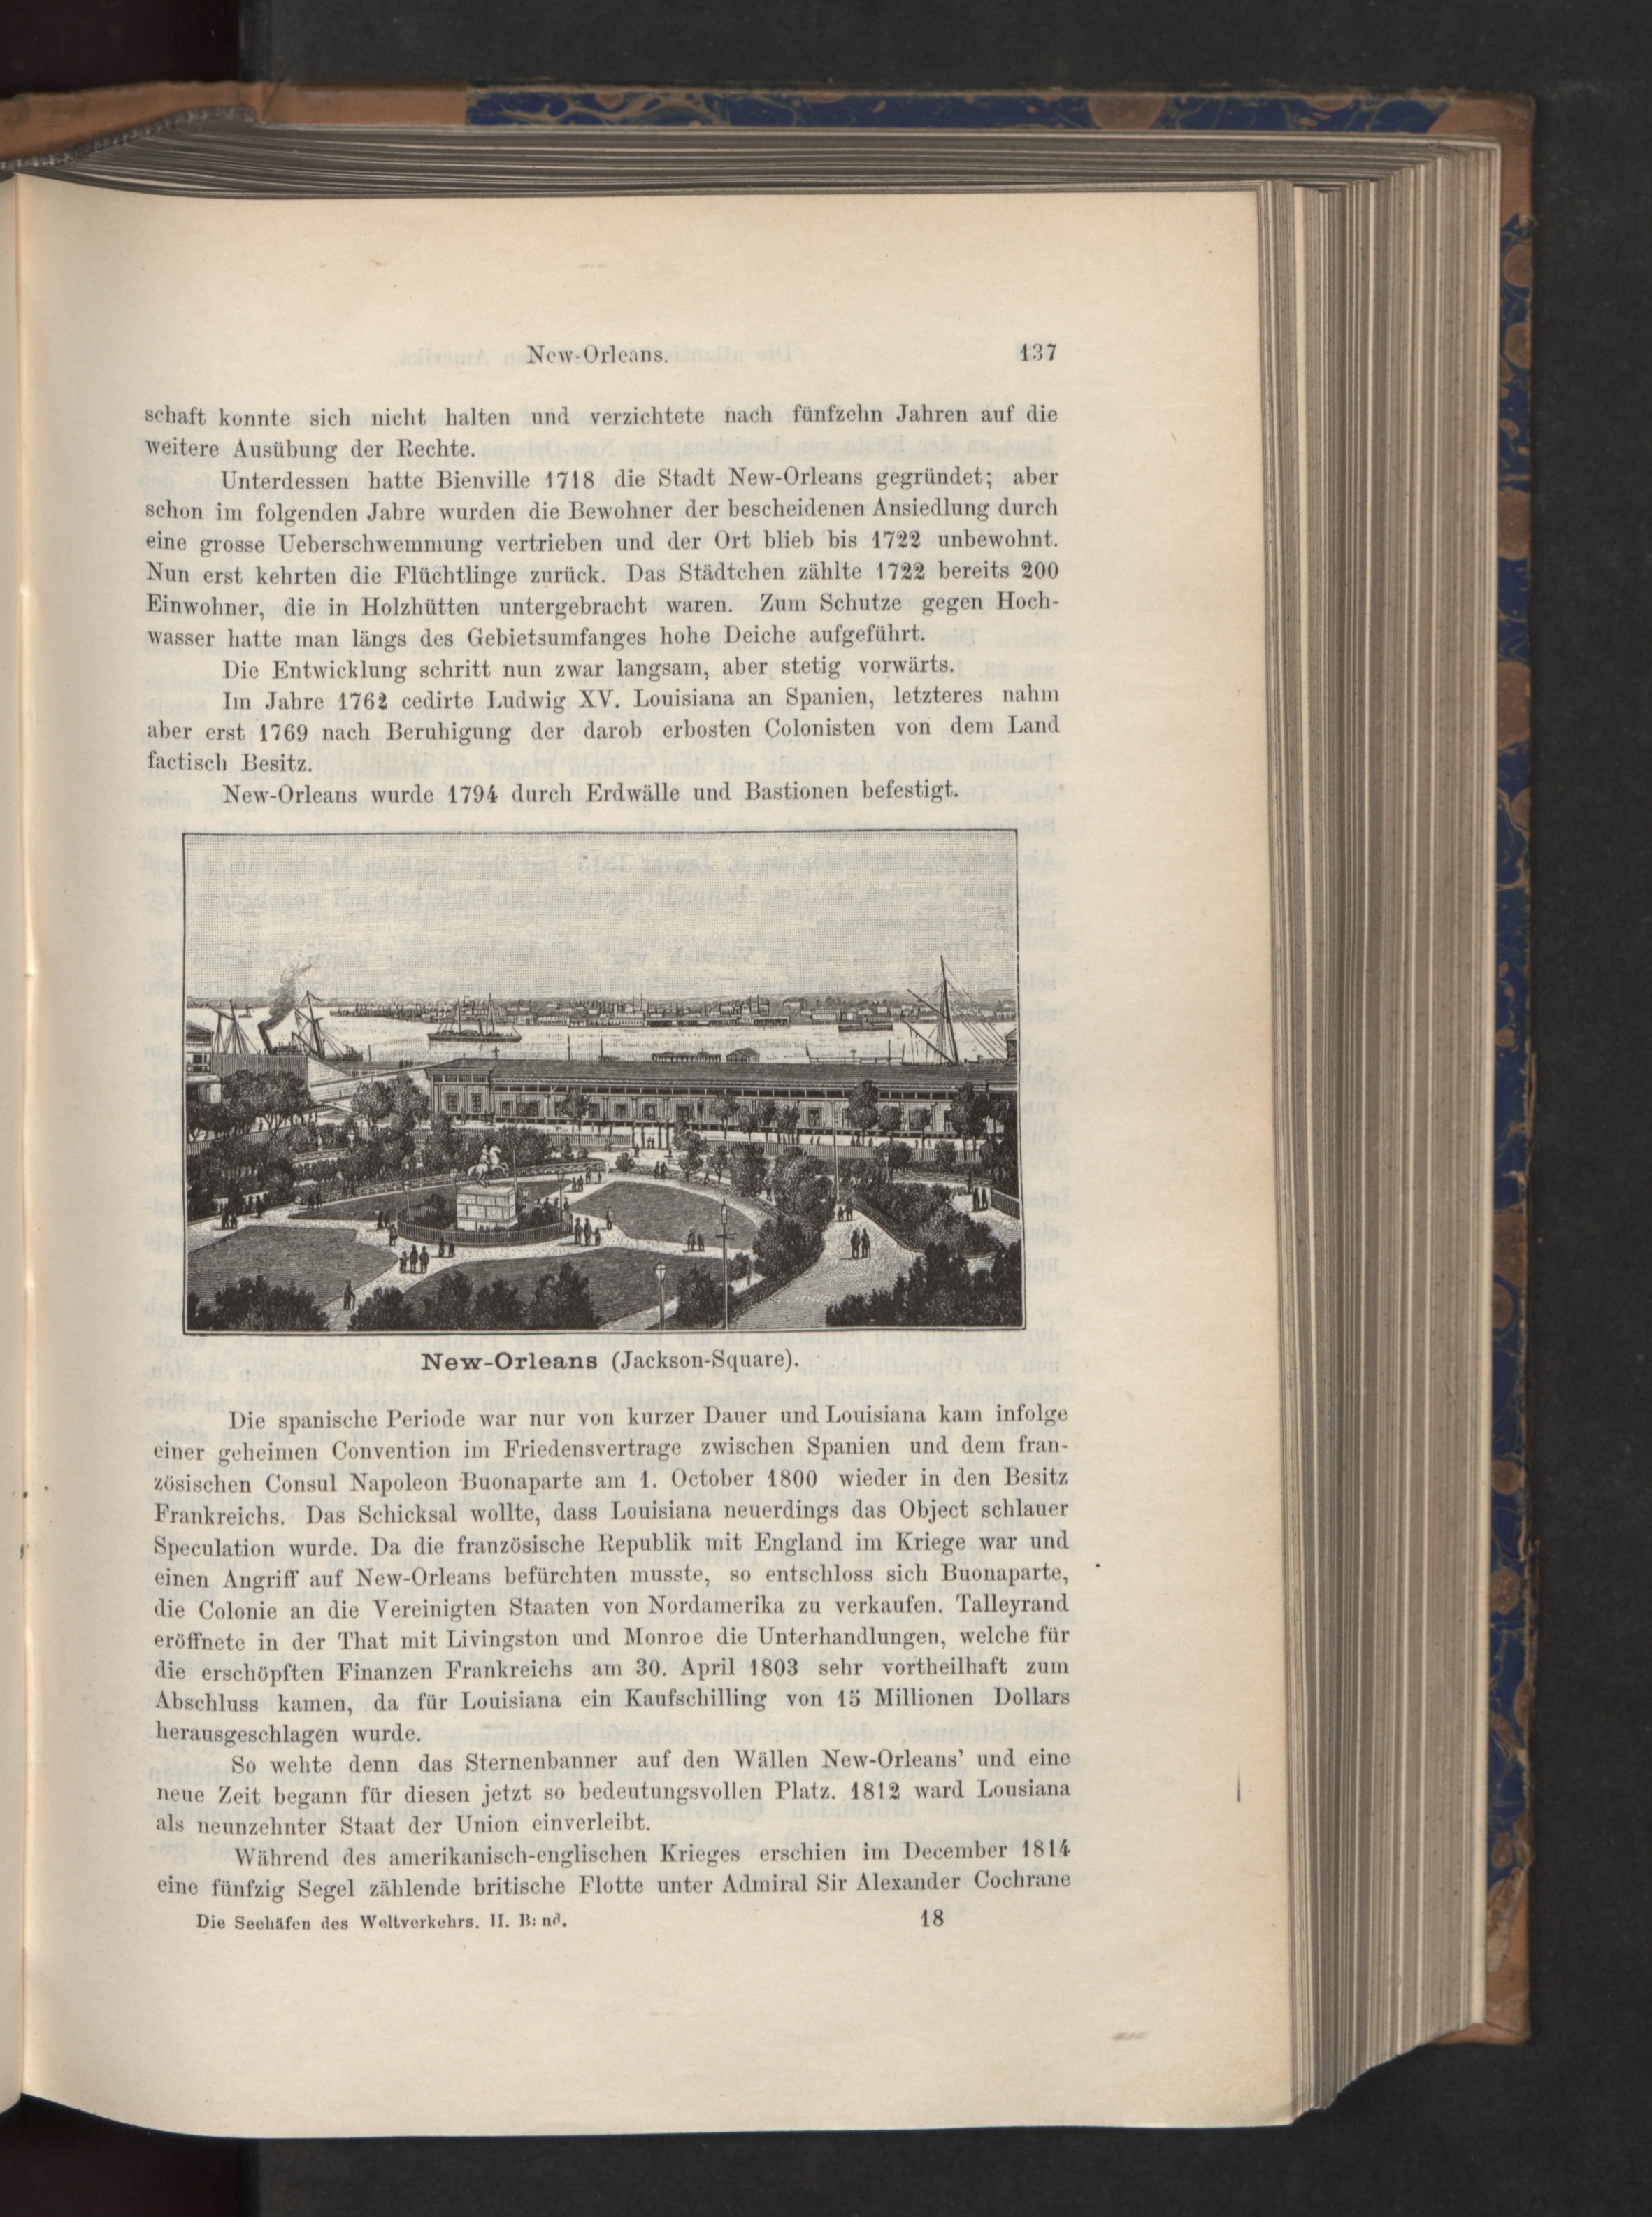 New-Orleans. 137
schaft konnte sich nicht halten und verzichtete nach fünfzehn Jahren auf die
weitere Ausübung der Rechte.
Unterdessen hatte Bienville 1718 die Stadt New-Orleans gegründet; aber
schon im folgenden Jahre wurden die Bewohner der bescheidenen Ansiedlung durch
eine grosse Ueberschwemmung vertrieben und der Ort blieb bis 1722 unbewohnt.
Nun erst kehrten die Flüchtlinge zurück. Das Städtchen zählte 1722 bereits 200
Einwohner, die in Holzhütten untergebracht waren. Zum Schutze gegen Hoch-
wasser hatte man längs des Gebietsumfanges hohe Deiche aufgeführt.
Die Entwicklung schritt nun zwar langsam, aber stetig vorwärts.
Im Jahre 1762 cedirte Ludwig XV. Louisiana an Spanien, letzteres nahm
aber erst 1769 nach Beruhigung der darob erbosten Colonisten von dem Land
factisch Besitz.
New-Orleans wurde 1794 durch Erdwälle und Bastionen befestigt.
New-Orleans (Jackson-Square).
Die spanische Periode war nur von kurzer Dauer und Louisiana kam infolge
einer geheimen Convention im Friedensvertrage zwischen Spanien und dem fran-
zösischen Consul Napoleon Buonaparte am 1. October 1800 wieder in den Besitz
Frankreichs. Das Schicksal wollte, dass Louisiana neuerdings das Object schlauer
Speculation wurde. Da die französische Republik mit England im Kriege war und
einen Angriff auf New-Orleans befürchten musste, so entschloss sich Buonaparte,
die Colonie an die Vereinigten Staaten von Nordamerika zu verkaufen. Talleyrand
eröffnete in der That mit Livingston und Monroe die Unterhandlungen, welche für
die erschöpften Finanzen Frankreichs am 30. April 1803 sehr vortheilhaft zum
Abschluss kamen, da für Louisiana ein Kaufschilling von 15 Millionen Dollars
herausgeschlagen wurde.
So wehte denn das Sternenbanner auf den Wällen New-Orleans' und eine
neue Zeit begann für diesen jetzt so bedeutungsvollen Platz. 1812 ward Lousiana
als neunzehnter Staat der Union einverleibt.
Während des amerikanisch-englischen Krieges erschien im December 1814
eine fünfzig Segel zählende britische Flotte unter Admiral Sir Alexander Cochrane
Die Seehäfen des Weltverkehrs. II. Band. 18